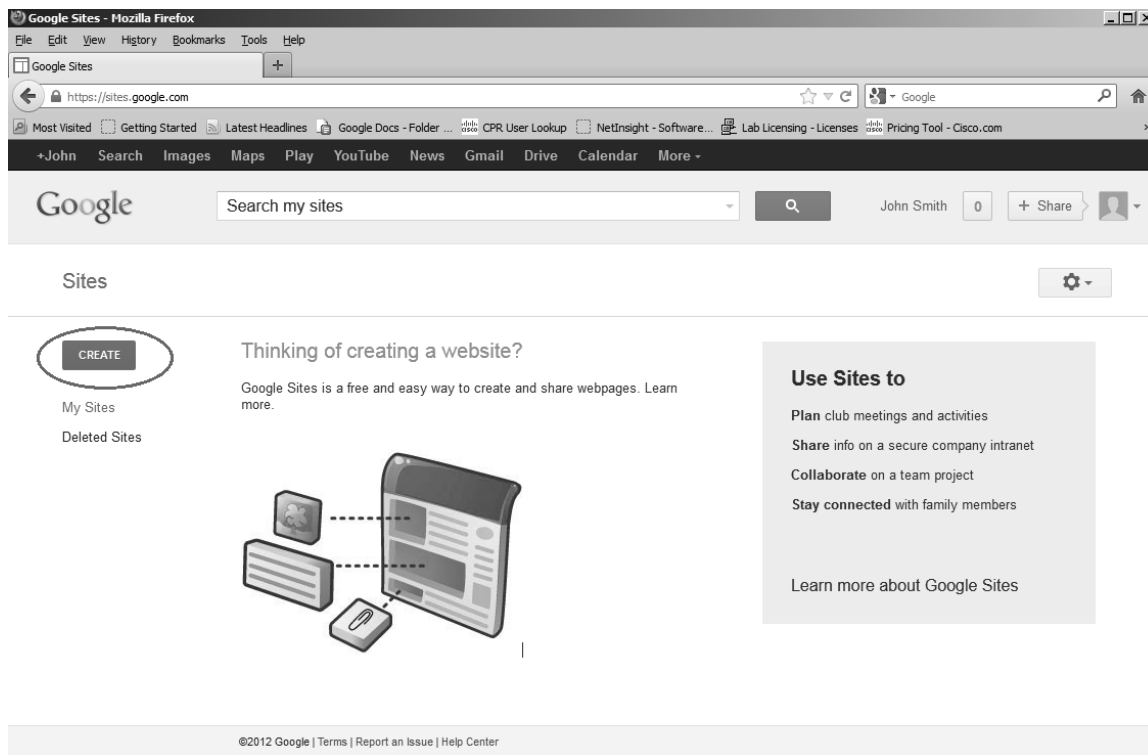 Google Sites - Mozilla Firefox
File Edit View History Bookmarks Tools Help
Google Sites
https://sites.google.com
Google
Most Visited Getting Started Latest Headlines Google Docs - Folder ... CPR User Lookup NetInsight - Software... Lab Licensing - Licenses Pricing Tool - Cisco.com
+John Search Images Maps Play YouTube News Gmail Drive Calendar More
Google
Search my sites
John Smith 0 + Share
Sites
CREATE
My Sites
Deleted Sites
Thinking of creating a website?
Google Sites is a free and easy way to create and share webpages. Learn
more.
Use Sites to
Plan club meetings and activities
Share info on a secure company intranet
Collaborate on a team project
Stay connected with family members
Learn more about Google Sites
©2012 Google | Terms | Report an Issue | Help Center